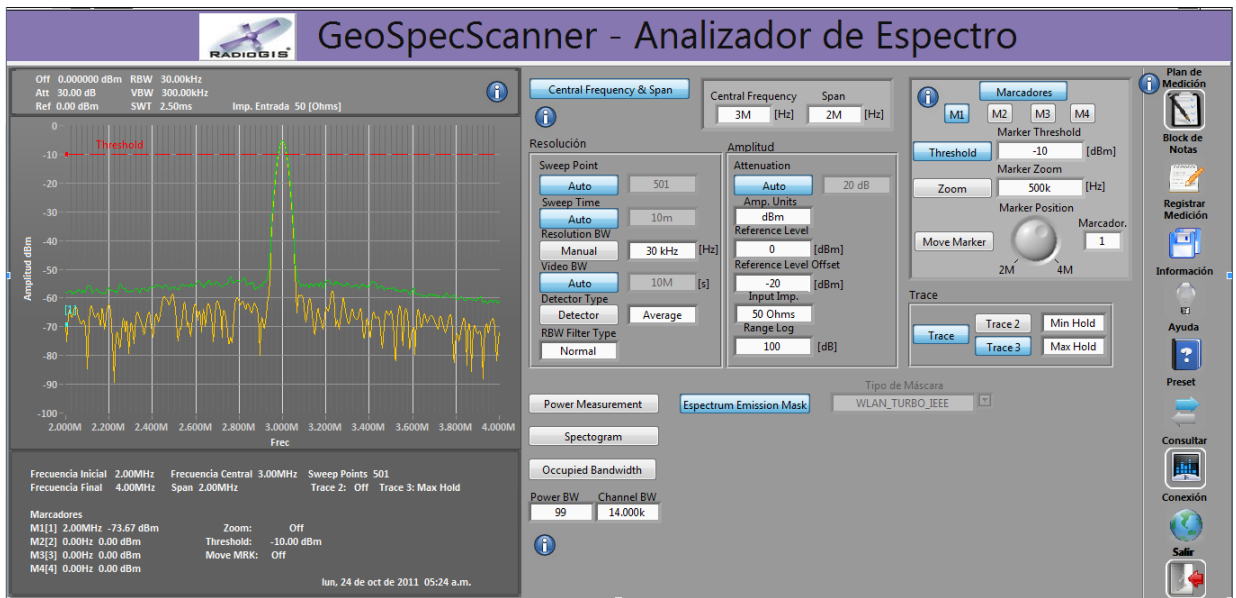 RADIOGIS
GeoSpecScanner - Analizador de Espectro
Off 0.000000 dBm RBW 30.00kHz
Att 30.00 dB VBW 300.00kHz
Ref 0.00 dBm SWT 2.50ms Imp. Entrada 50 [Ohms]
Threshold
Amplitud dBm
0
-10
-20
-30
-40
-50
-60
-70
-80
-90
-100
2.000M 2.200M 2.400M 2.600M 2.800M 3.000M 3.200M 3.400M 3.600M 3.800M 4.000M
Frec
Frecuencia Inicial 2.00MHz Frecuencia Central 3.00MHz Sweep Points 501
Frecuencia Final 4.00MHz Span 2.00MHz Trace 2: Off Trace 3: Max Hold
Marcadores
M1[1] 2.00MHz -73.67 dBm Zoom: Off
M2[2] 0.00Hz 0.00 dBm Threshold: -10.00 dBm
M3[3] 0.00Hz 0.00 dBm Move MRK: Off
M4[4] 0.00Hz 0.00 dBm
lun, 24 de oct de 2011 05:24 a.m.
Central Frequency & Span
Central Frequency Span
3M [Hz] 2M [Hz]
Resolución
Sweep Point
Auto 501
Sweep Time
Auto 10m
Resolution BW
Manual 30 kHz [Hz]
Video BW
Auto 10M [s]
Detector Type
Detector Average
RBW Filter Type
Normal
Amplitud
Attenuation
Auto 20 dB
Amp. Units
dBm
Reference Level
0 [dBm]
Reference Level Offset
-20 [dBm]
Input Imp.
50 Ohms
Range Log
100 [dB]
Marcadores
M1 M2 M3 M4
Marker Threshold
Threshold -10 [dBm]
Marker Zoom
Zoom 500k [Hz]
Marker Position
Marcador.
Move Marker 1
2M 4M
Trace
Trace Trace 2 Min Hold
Trace 3 Max Hold
Power Measurement
Espectrum Emission Mask
Tipo de Máscara
WLAN_TURBO_IEEE
Spectogram
Occupied Bandwidth
Power BW Channel BW
99 14.000k
Plan de
Medición
Block de
Notas
Registrar
Medición
Información
Ayuda
Preset
Consultar
Conexión
Salir